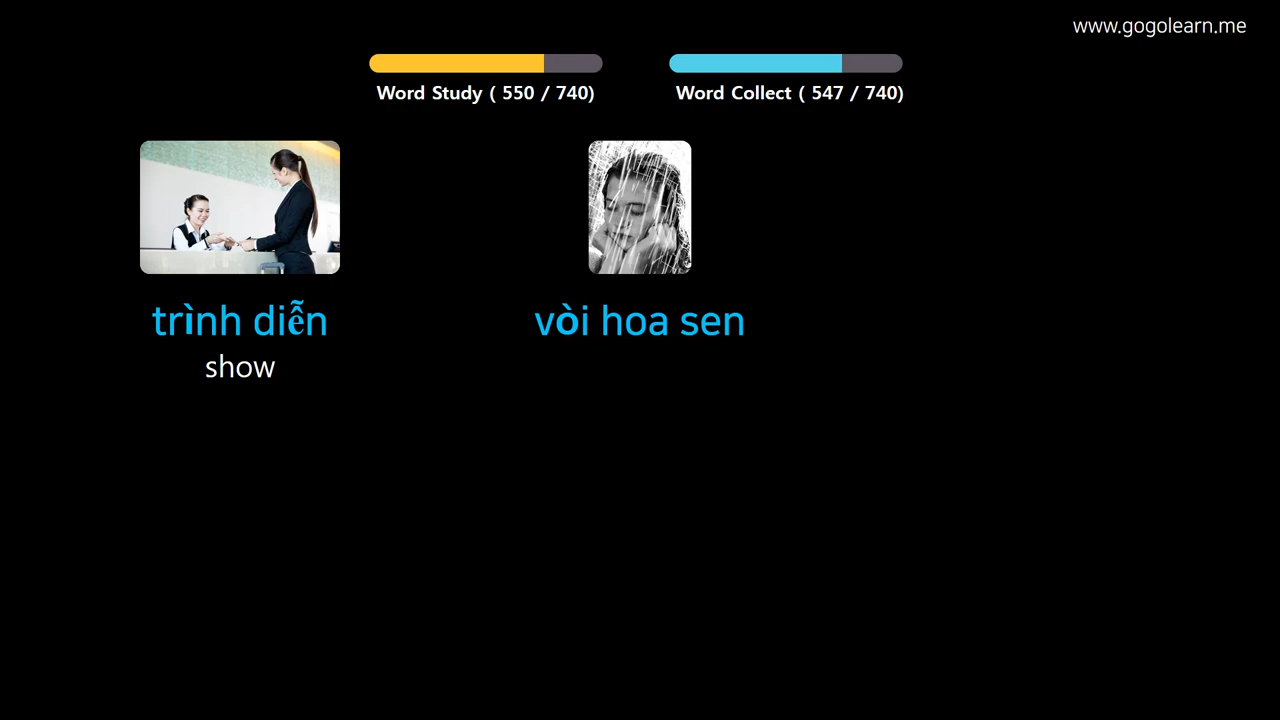 www.gogolearn.me
Word Study ( 550 / 740)
Word Collect ( 547 / 740)
trình diễn
show
vòi hoa sen